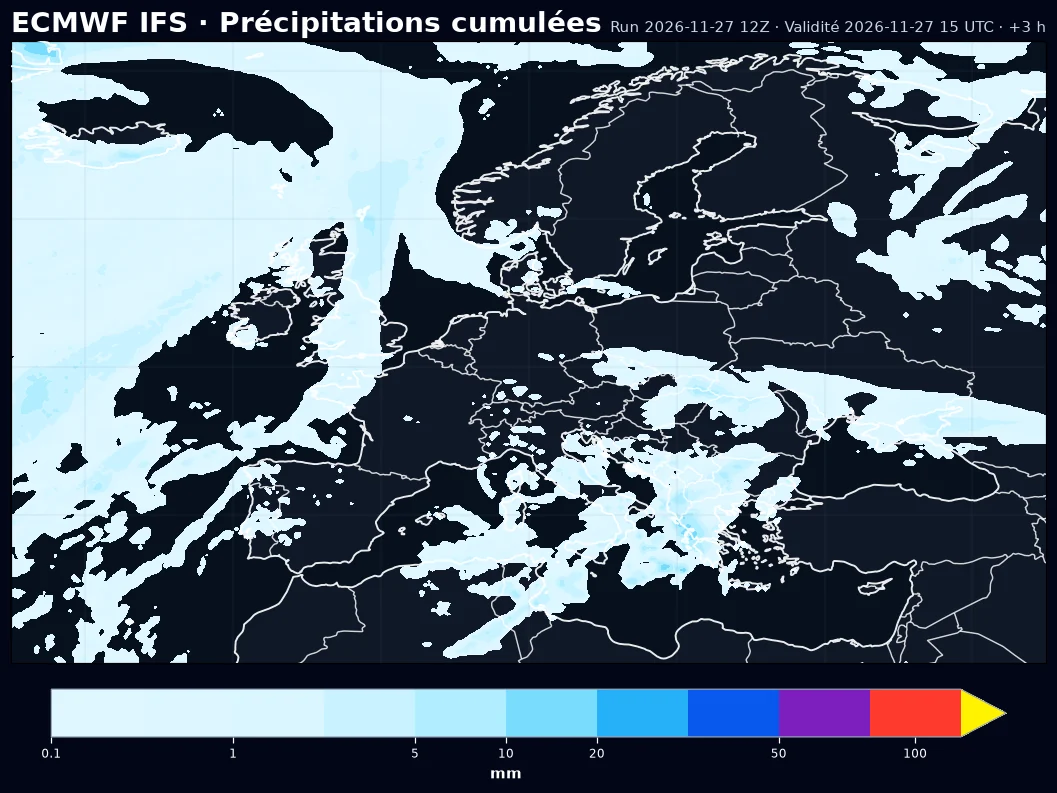 ECMWF IFS · Précipitations cumulées
Run 2026-11-27 12Z · Validité 2026-11-27 15 UTC · +3 h
0.1 1 5 10 20 50 100
mm